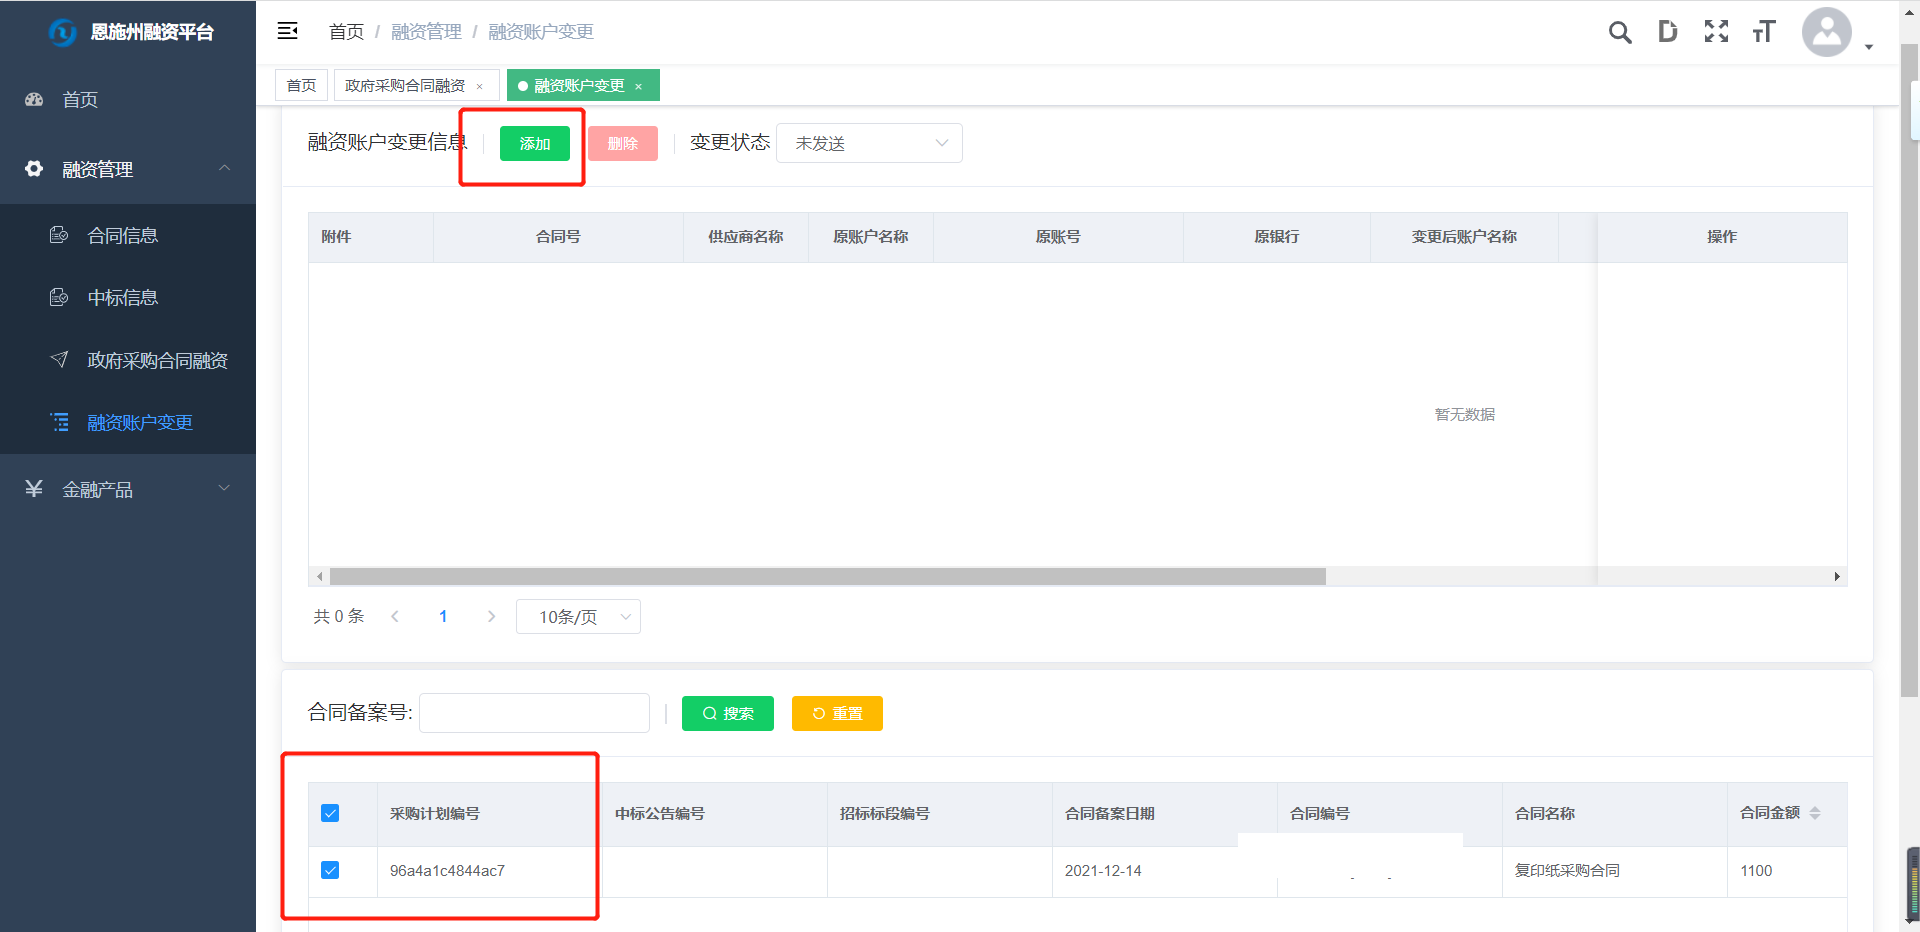 恩施州融资平台
首页
融资管理
合同信息
中标信息
政府采购合同融资
融资账户变更
金融产品
首页 / 融资管理 / 融资账户变更
首页 政府采购合同融资 × 融资账户变更 ×
融资账户变更信息 添加 删除 变更状态 未发送
附件 合同号 供应商名称 原账户名称 原账号 原银行 变更后账户名称 操作
暂无数据
共 0 条 < 1 > 10条/页
合同备案号: 搜索 重置
采购计划编号 中标公告编号 招标标段编号 合同备案日期 合同编号 合同名称 合同金额
96a4a1c4844ac7 2021-12-14 复印纸采购合同 1100